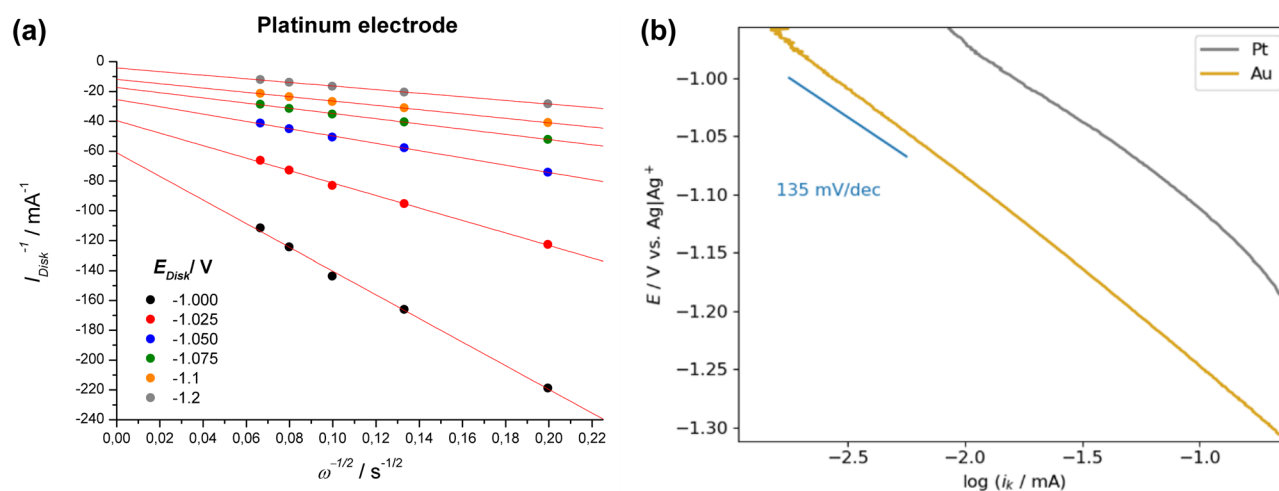 (a)
Platinum electrode
0
-20
-40
-60
-80
-100
-120
-140
-160
-180
-200
-220
-240
I_Disk^-1 / mA^-1
E_Disk/ V
-1.000
-1.025
-1.050
-1.075
-1.1
-1.2
0,00 0,02 0,04 0,06 0,08 0,10 0,12 0,14 0,16 0,18 0,20 0,22
ω^-1/2 / s^-1/2
(b)
Pt
Au
−1.00
−1.05
−1.10
−1.15
−1.20
−1.25
−1.30
E / V vs. Ag|Ag⁺
135 mV/dec
−2.5 −2.0 −1.5 −1.0
log (i_k / mA)